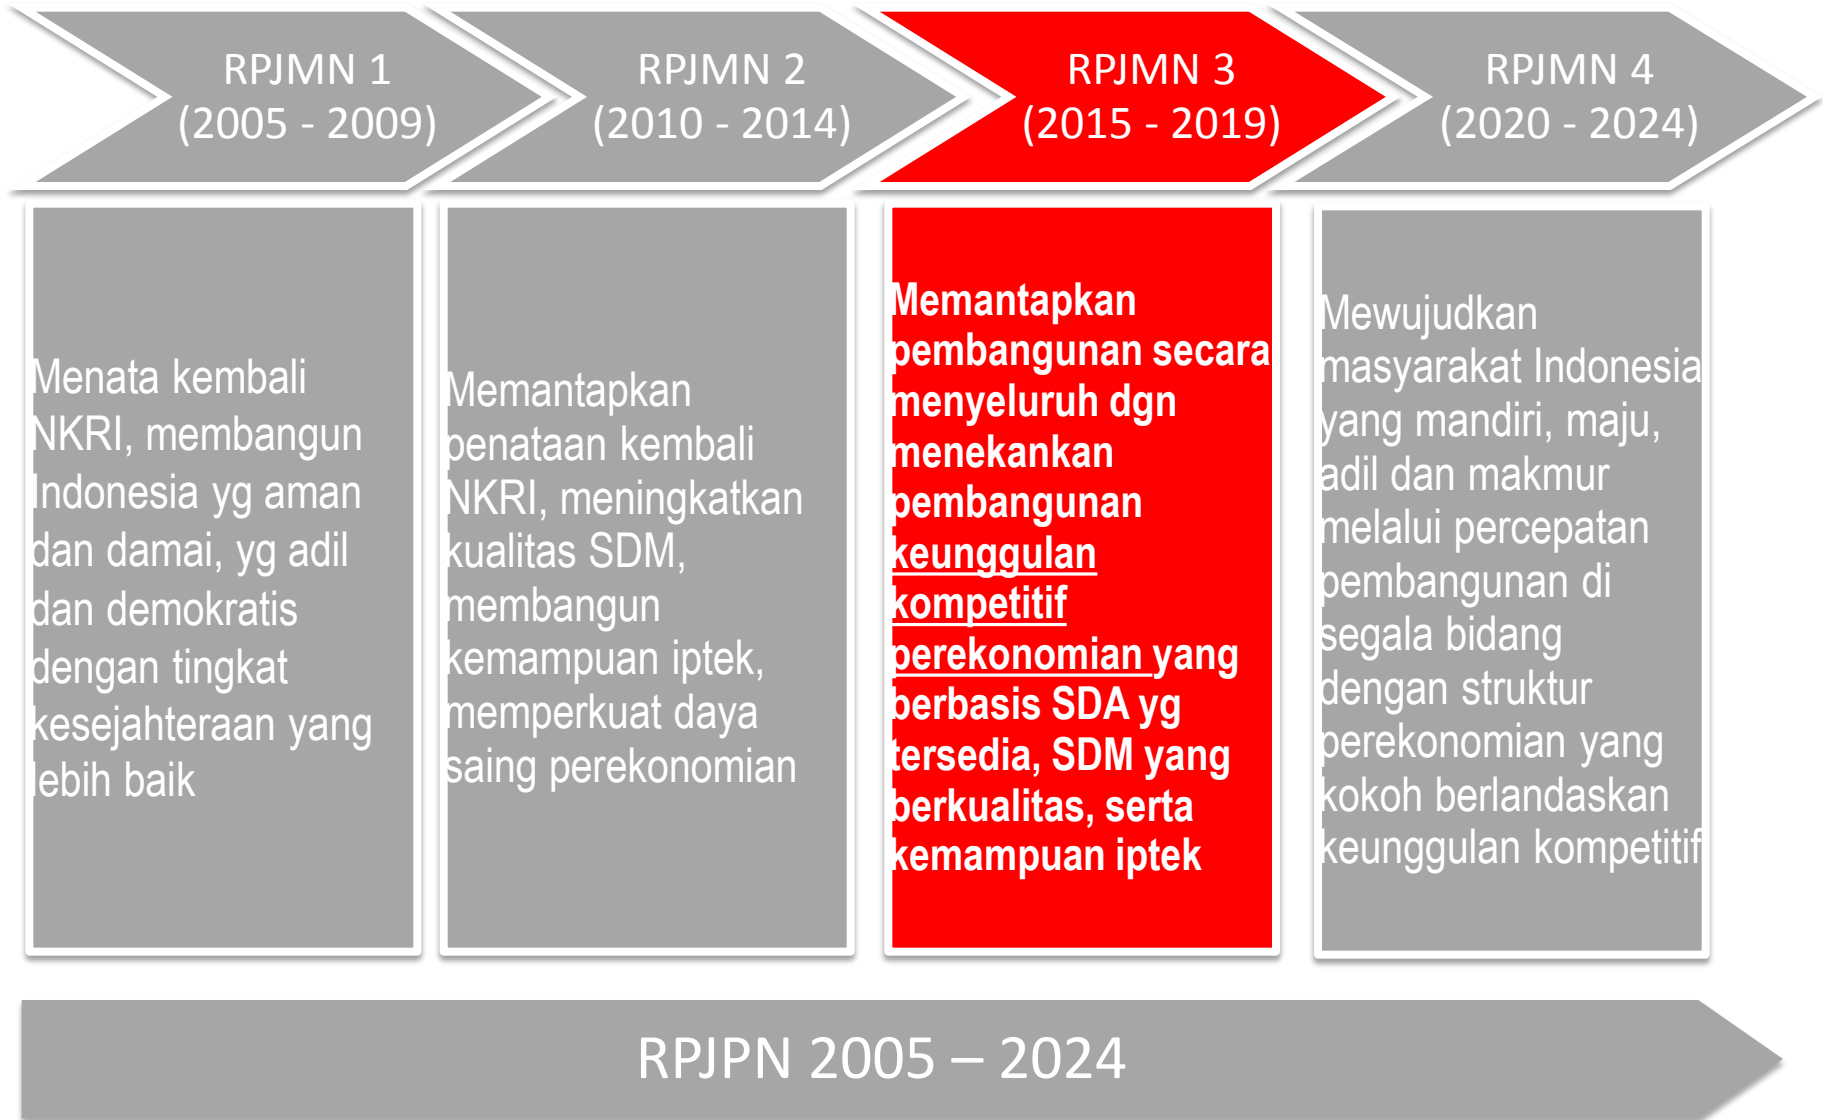 RPJMN 1
(2005 - 2009)
RPJMN 2
(2010 - 2014)
RPJMN 3
(2015 - 2019)
RPJMN 4
(2020 - 2024)
Menata kembali
NKRI, membangun
Indonesia yg aman
dan damai, yg adil
dan demokratis
dengan tingkat
kesejahteraan yang
lebih baik
Memantapkan
penataan kembali
NKRI, meningkatkan
kualitas SDM,
membangun
kemampuan iptek,
memperkuat daya
saing perekonomian
Memantapkan
pembangunan secara
menyeluruh dgn
menekankan
pembangunan
keunggulan
kompetitif
perekonomian yang
berbasis SDA yg
tersedia, SDM yang
berkualitas, serta
kemampuan iptek
Mewujudkan
masyarakat Indonesia
yang mandiri, maju,
adil dan makmur
melalui percepatan
pembangunan di
segala bidang
dengan struktur
perekonomian yang
kokoh berlandaskan
keunggulan kompetitif
RPJPN 2005 – 2024